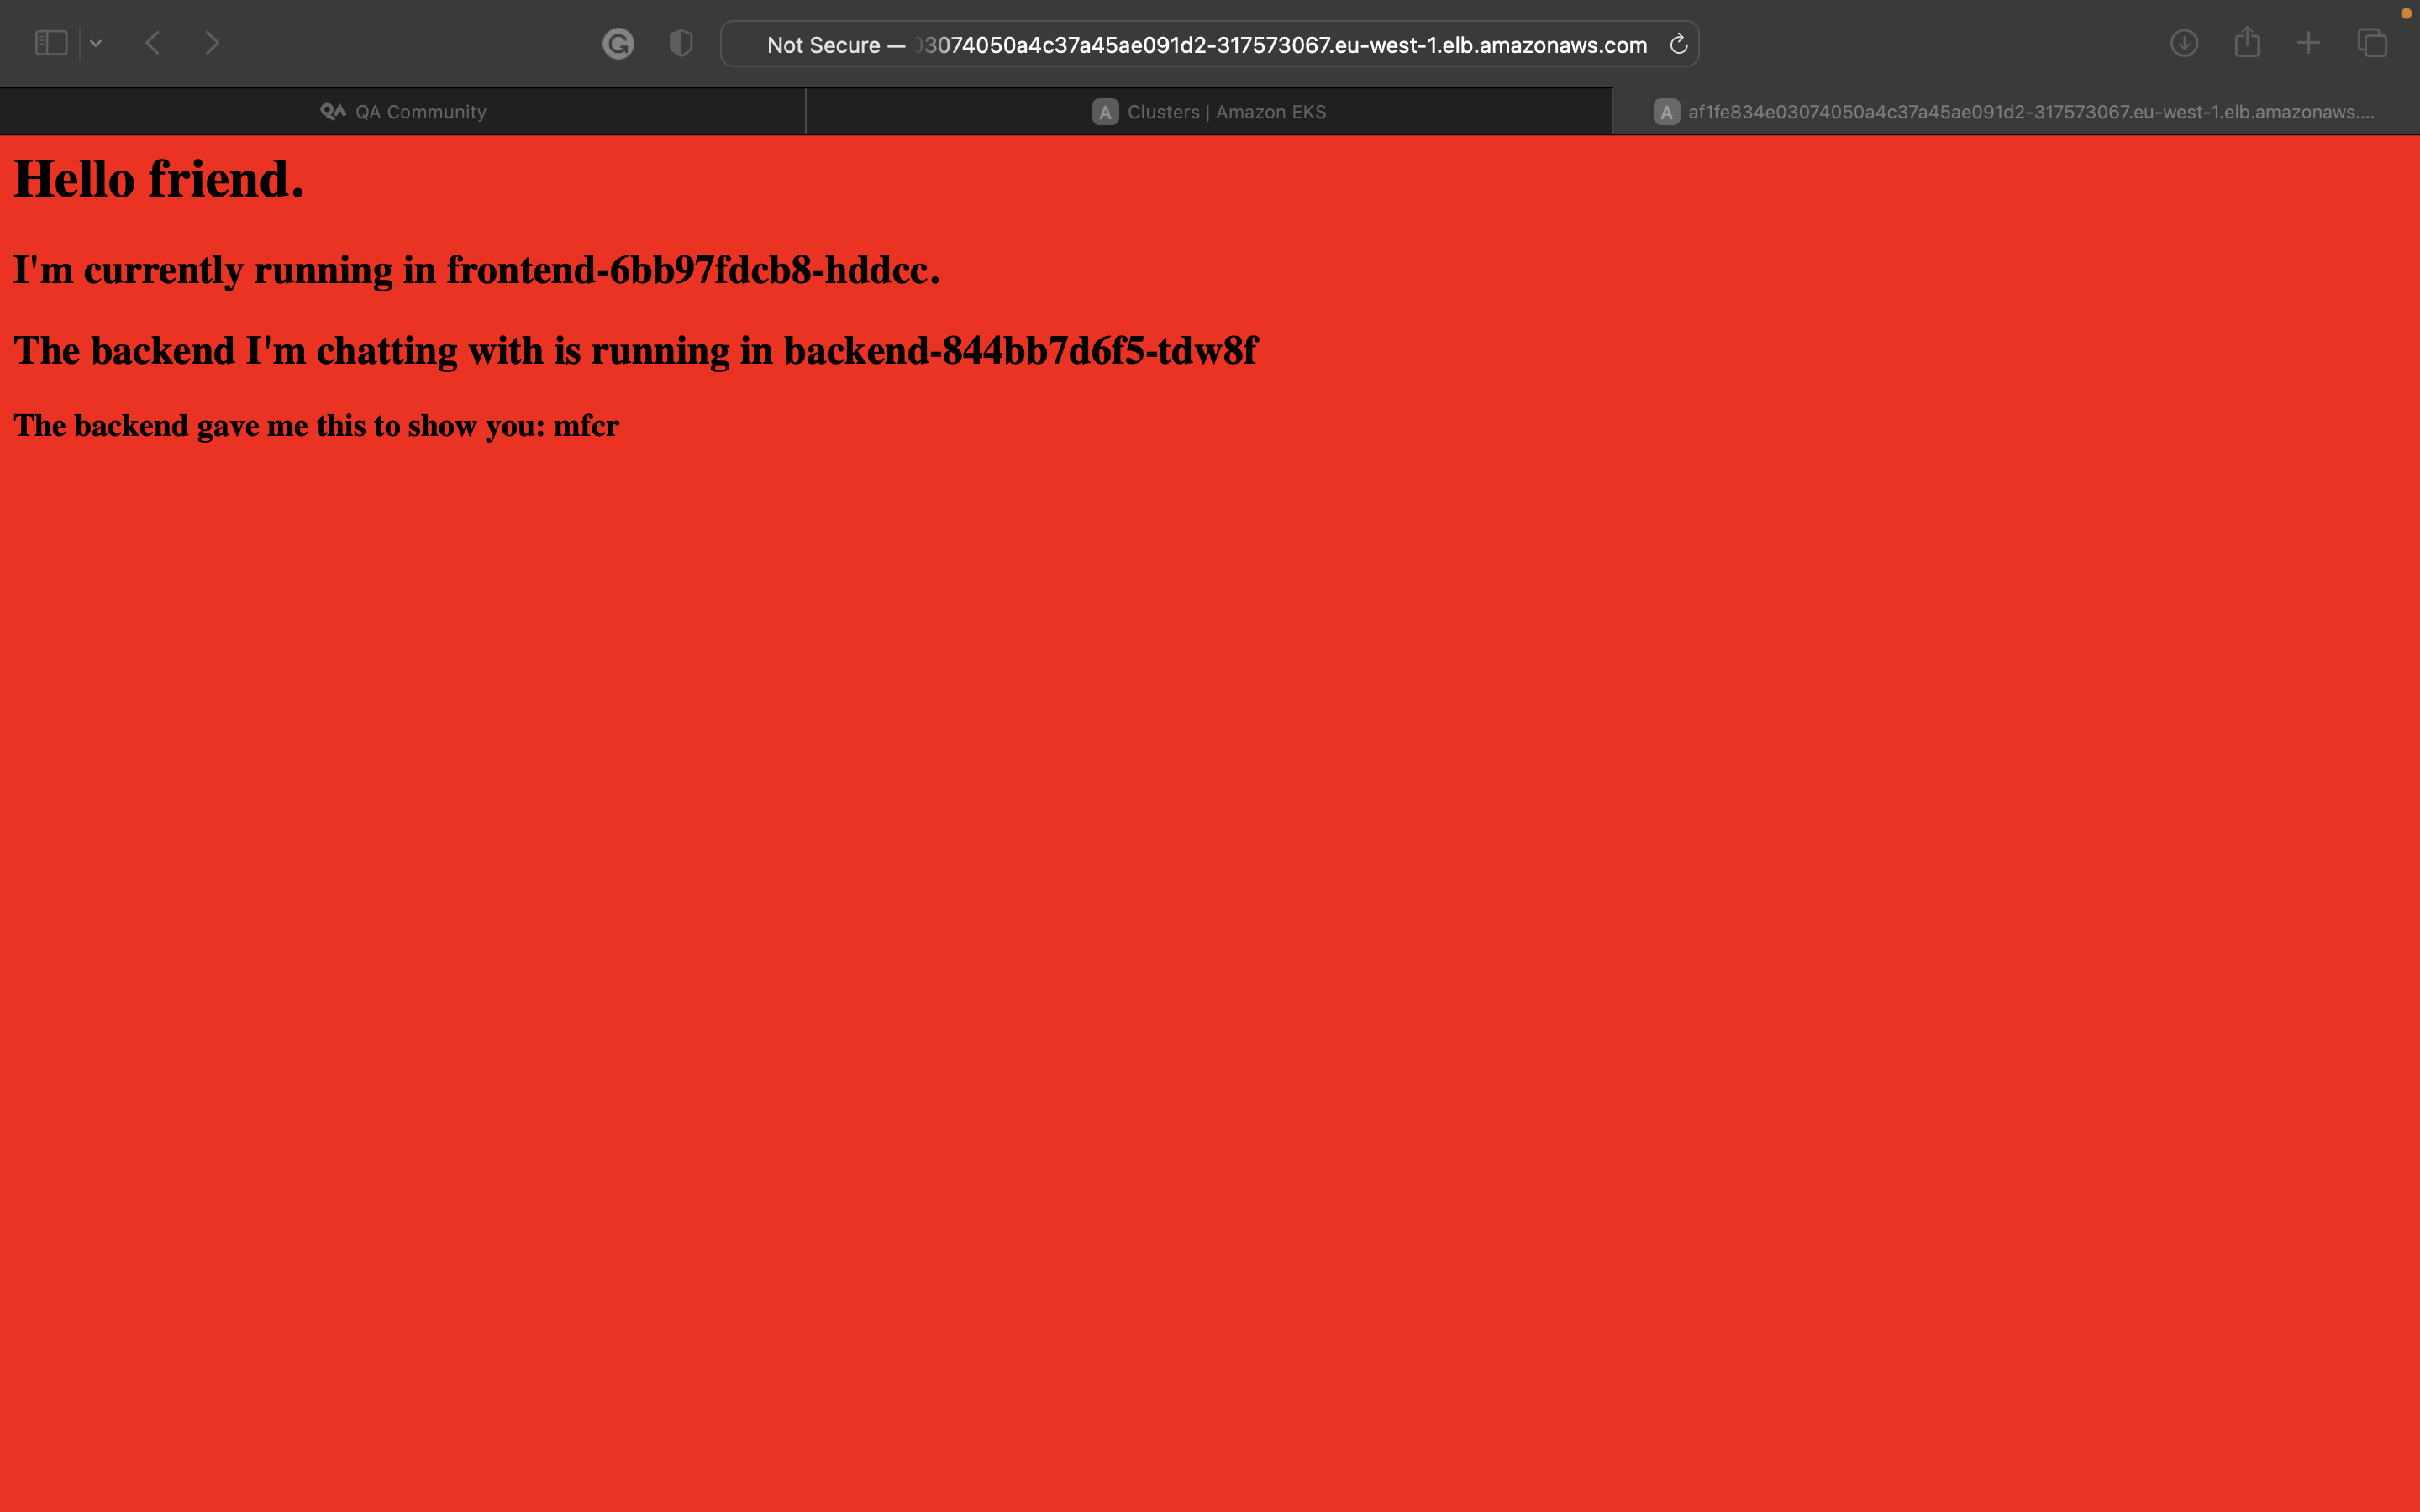 Not Secure — 03074050a4c37a45ae091d2-317573067.eu-west-1.elb.amazonaws.com
QA QA Community
A Clusters | Amazon EKS
A af1fe834e03074050a4c37a45ae091d2-317573067.eu-west-1.elb.amazonaws....
Hello friend.
I'm currently running in frontend-6bb97fdcb8-hddcc.
The backend I'm chatting with is running in backend-844bb7d6f5-tdw8f
The backend gave me this to show you: mfcr